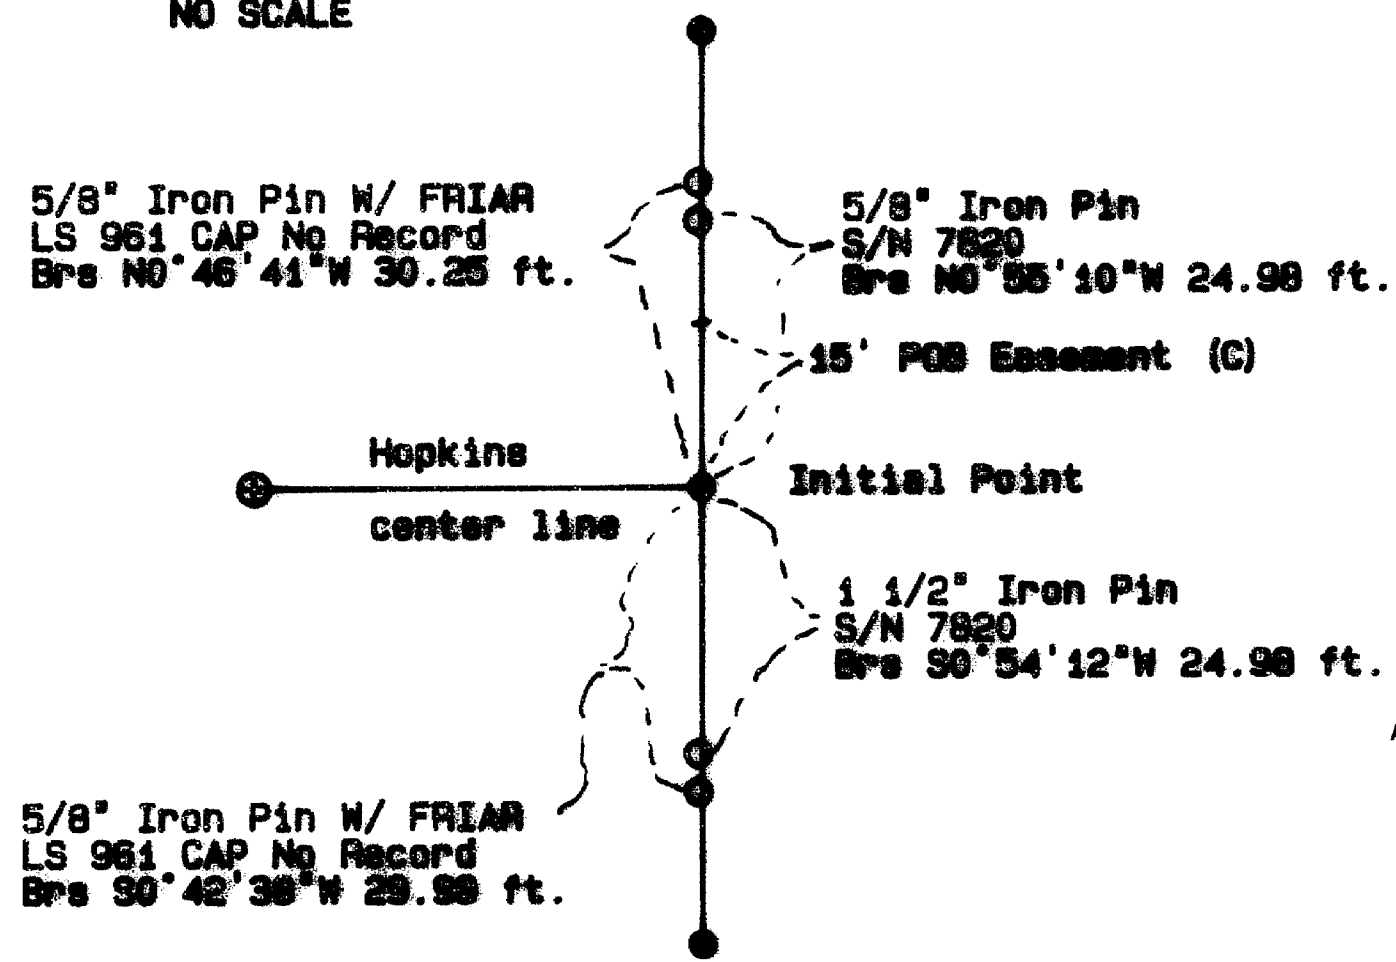 NO SCALE
5/8" Iron Pin W/ FRIAR
LS 961 CAP No Record
Brs N0°46'41"W 30.25 ft.
5/8" Iron Pin
S/N 7820
Brs N0°55'10"W 24.98 ft.
15' POB Easement (C)
Hopkins
center line
Initial Point
1 1/2" Iron Pin
S/N 7820
Brs S0°54'12"W 24.98 ft.
5/8" Iron Pin W/ FRIAR
LS 961 CAP No Record
Brs S0°42'38"W 29.99 ft.